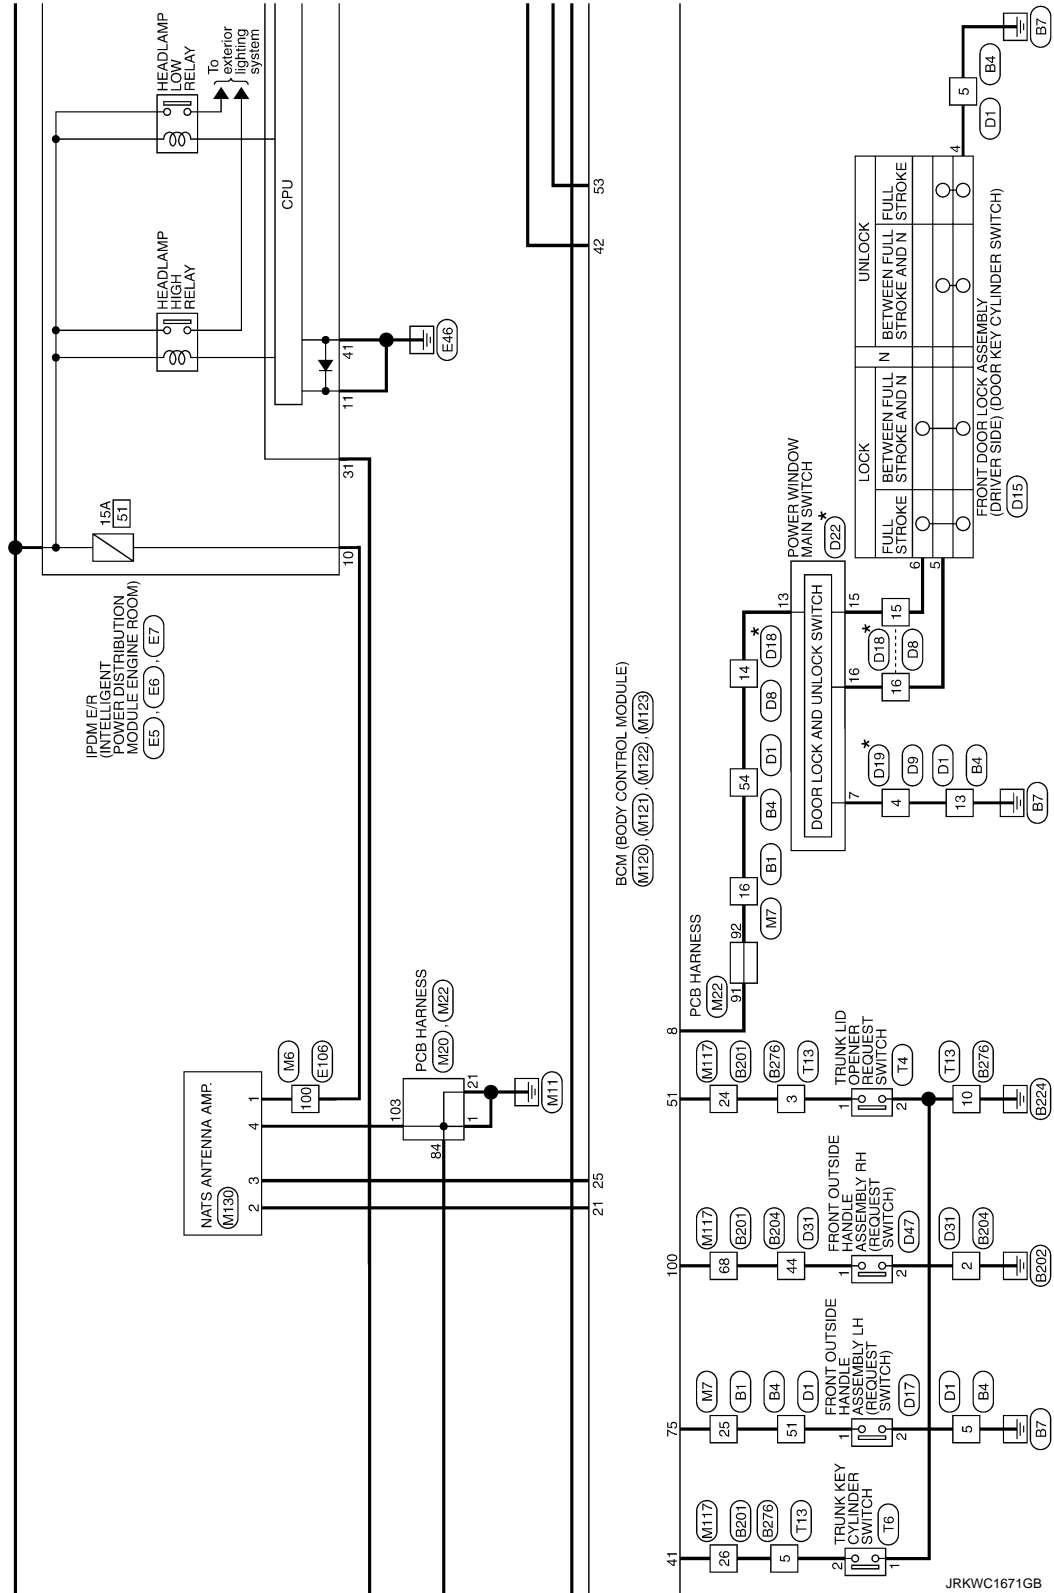 HEADLAMP
LOW
RELAY
To
exterior
lighting
system
HEADLAMP
HIGH
RELAY
CPU
41
11
E46
31
15A
51
10
IPDM E/R
(INTELLIGENT
POWER DISTRIBUTION
MODULE ENGINE ROOM)
E5 , E6 , E7
53
42
NATS ANTENNA AMP.
M130
1
4
3
2
M6
100
E106
PCB HARNESS
M20 , M22
103
21
1
84
M11
25
21
BCM (BODY CONTROL MODULE)
M120 , M121 , M122 , M123
8
PCB HARNESS
M22
91
92
M7
16
B1
B4
54
D1
D8
14
D18
*
POWER WINDOW
MAIN SWITCH
*
D22
13
DOOR LOCK AND UNLOCK SWITCH
15
16
7
15
*
D18
D8
16
*
D19
4
D9
D1
13
B4
B7
6
5
4
LOCK
N
UNLOCK
FULL
STROKE
BETWEEN FULL
STROKE AND N
BETWEEN FULL
STROKE AND N
FULL
STROKE
FRONT DOOR LOCK ASSEMBLY
(DRIVER SIDE) (DOOR KEY CYLINDER SWITCH)
D15
D1
5
B4
B7
51
M117
24
B201
B276
3
T13
TRUNK LID
OPENER
REQUEST
SWITCH
T4
1
2
T13
10
B276
B224
100
M117
68
B201
B204
44
D31
FRONT OUTSIDE
HANDLE
ASSEMBLY RH
(REQUEST
SWITCH)
D47
1
2
D31
2
B204
B202
75
M7
25
B1
B4
51
D1
FRONT OUTSIDE
HANDLE
ASSEMBLY LH
(REQUEST
SWITCH)
D17
1
2
D1
5
B4
B7
41
M117
26
B201
B276
5
T13
TRUNK KEY
CYLINDER
SWITCH
T6
2
1
JRKWC1671GB